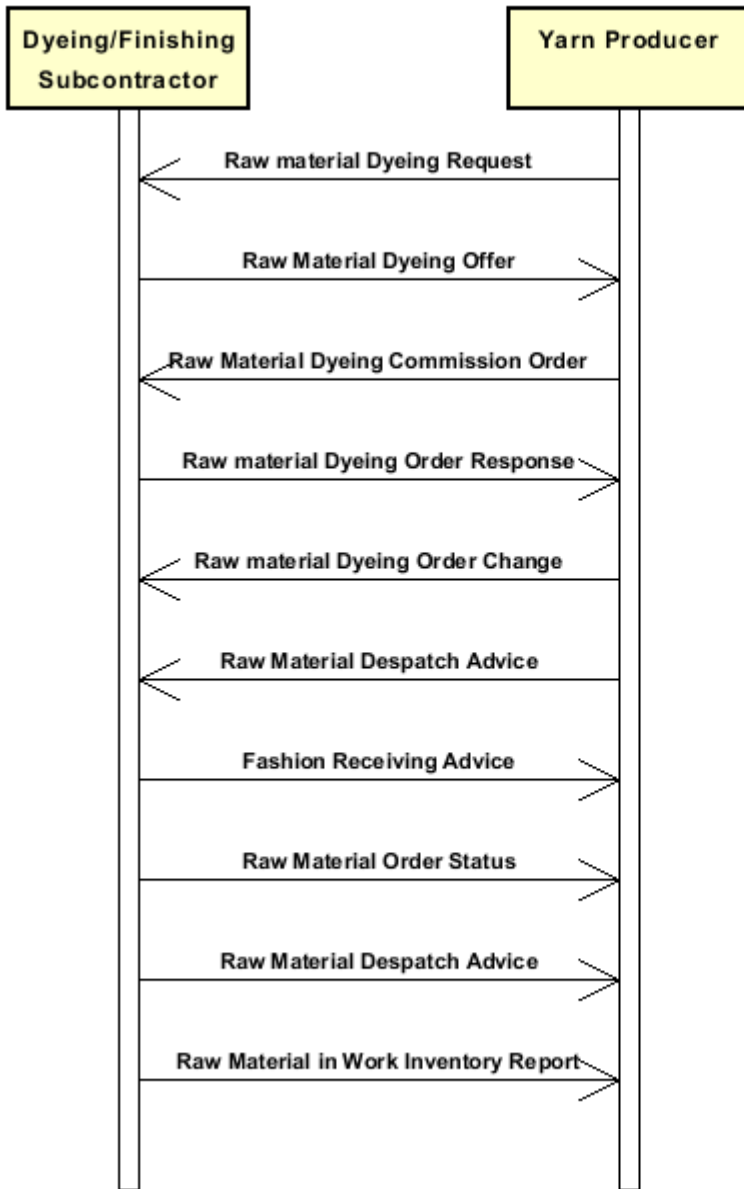 Dyeing/Finishing
Subcontractor
Yarn Producer
Raw material Dyeing Request
Raw Material Dyeing Offer
Raw Material Dyeing Commission Order
Raw material Dyeing Order Response
Raw material Dyeing Order Change
Raw Material Despatch Advice
Fashion Receiving Advice
Raw Material Order Status
Raw Material Despatch Advice
Raw Material in Work Inventory Report